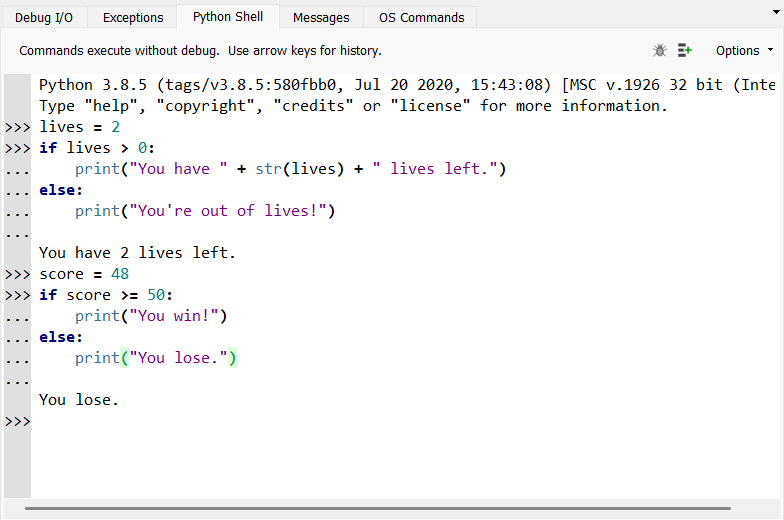 Debug I/O Exceptions Python Shell Messages OS Commands
Commands execute without debug. Use arrow keys for history. Options
Python 3.8.5 (tags/v3.8.5:580fbb0, Jul 20 2020, 15:43:08) [MSC v.1926 32 bit (Inte
Type "help", "copyright", "credits" or "license" for more information.
>>> lives = 2
>>> if lives > 0:
...     print("You have " + str(lives) + " lives left.")
... else:
...     print("You're out of lives!")
...
You have 2 lives left.
>>> score = 48
>>> if score >= 50:
...     print("You win!")
... else:
...     print("You lose.")
...
You lose.
>>>